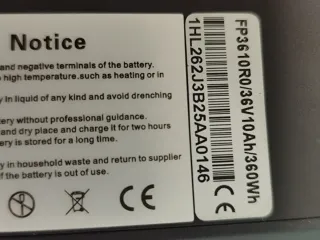 Notice
and negative terminals of the battery.
high temperature.such as heating or in
y in liquid of any kind and avoid drenching
ttery without professional guidance.
and dry place and charge it for two hours
ttery is stored for a long time.
ry in household waste and return to supplier
f the battery is out of use.
CE
FP3610R0/36V10Ah/360Wh
1HL262J3B25AA0146
CE